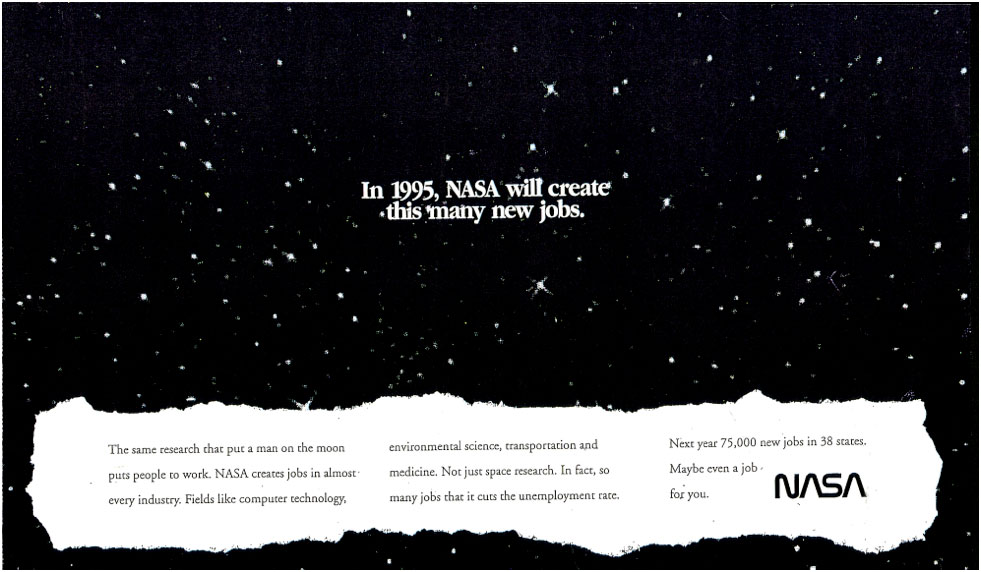 In 1995, NASA will create
this many new jobs.
The same research that put a man on the moon
puts people to work. NASA creates jobs in almost
every industry. Fields like computer technology,
environmental science, transportation and
medicine. Not just space research. In fact, so
many jobs that it cuts the unemployment rate.
Next year 75,000 new jobs in 38 states.
Maybe even a job
for you.
NASA